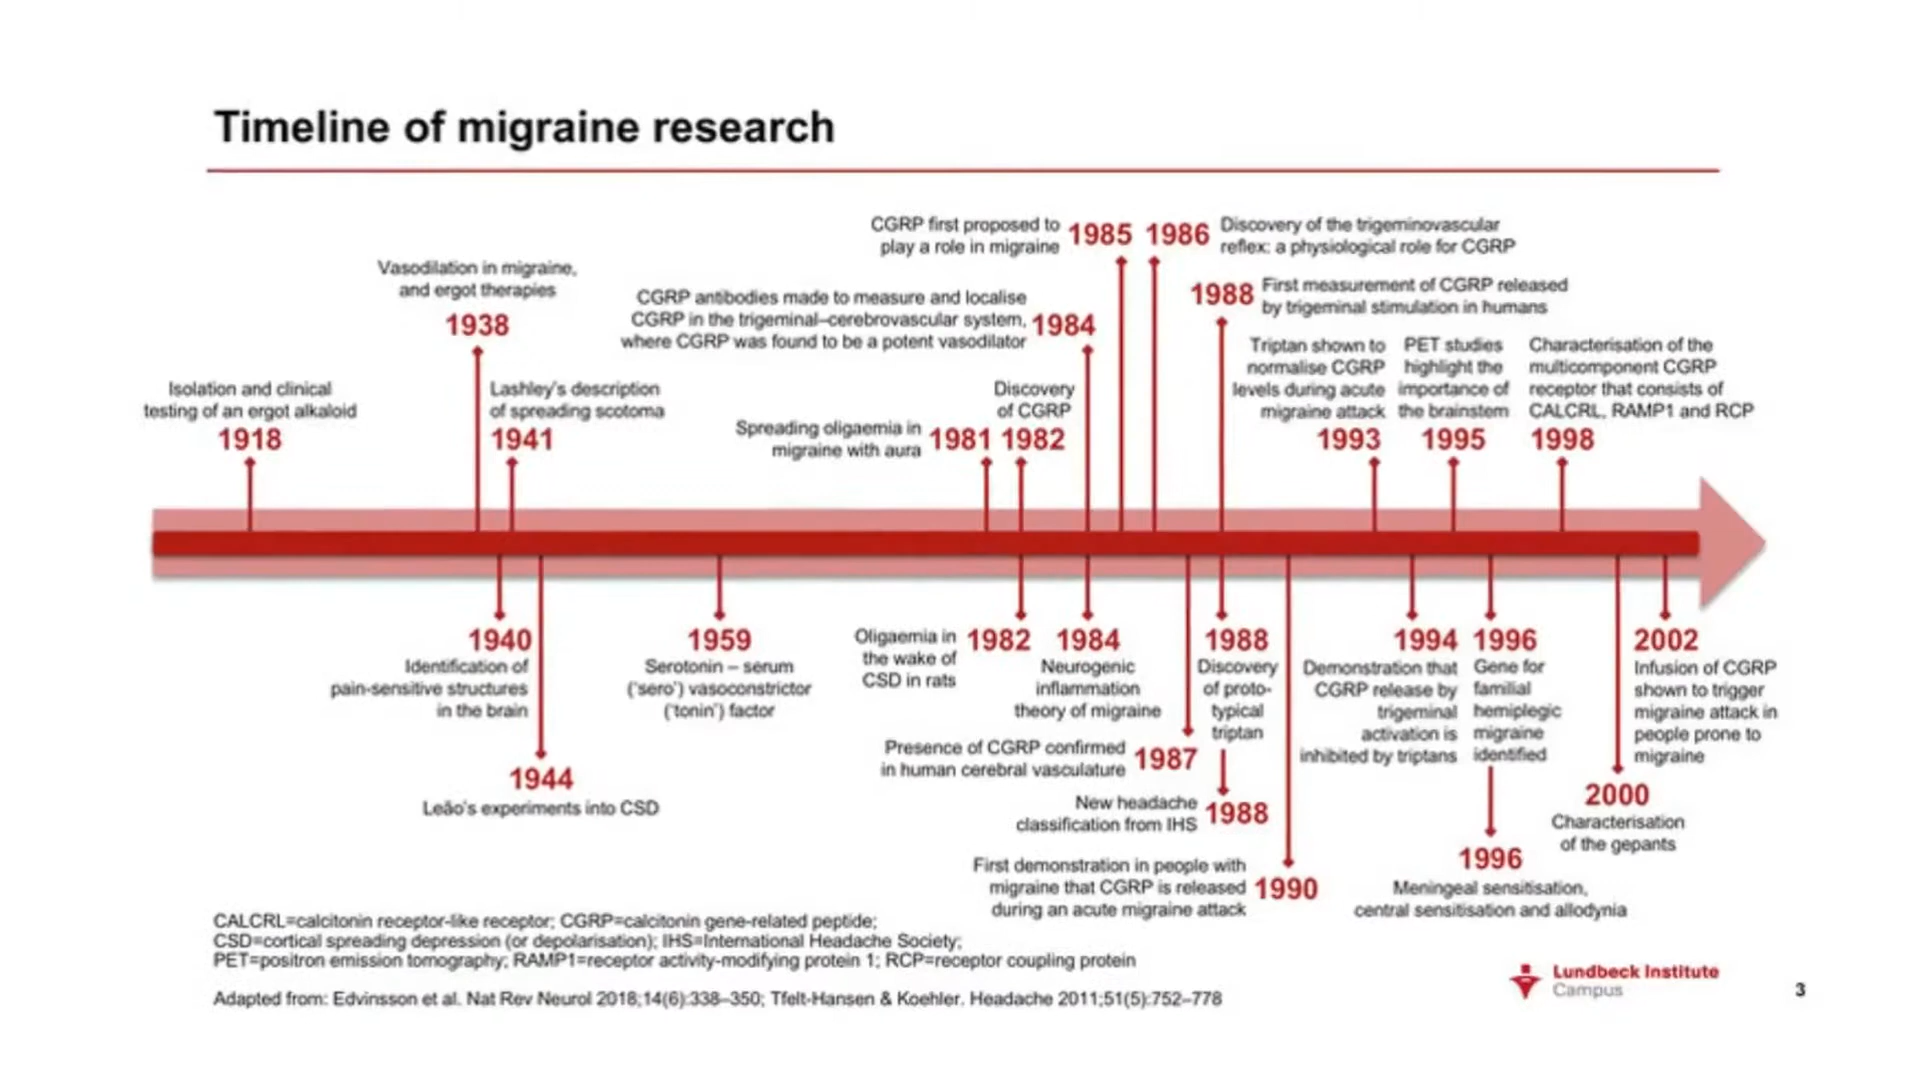 Timeline of migraine research
CGRP first proposed to
play a role in migraine
1985
1986
Discovery of the trigeminovascular
reflex: a physiological role for CGRP
Vasodilation in migraine,
and ergot therapies
1938
CGRP antibodies made to measure and localise
CGRP in the trigeminal–cerebrovascular system,
where CGRP was found to be a potent vasodilator
1984
1988
First measurement of CGRP released
by trigeminal stimulation in humans
Isolation and clinical
testing of an ergot alkaloid
1918
Lashley's description
of spreading scotoma
1941
Spreading oligaemia in
migraine with aura
1981
Discovery
of CGRP
1982
Triptan shown to
normalise CGRP
levels during acute
migraine attack
1993
PET studies
highlight the
importance of
the brainstem
1995
Characterisation of the
multicomponent CGRP
receptor that consists of
CALCRL, RAMP1 and RCP
1998
1940
Identification of
pain-sensitive structures
in the brain
1944
Leão's experiments into CSD
1959
Serotonin – serum
('sero') vasoconstrictor
('tonin') factor
Oligaemia in
the wake of
CSD in rats
1982
1984
Neurogenic
inflammation
theory of migraine
Presence of CGRP confirmed
in human cerebral vasculature
1987
1988
Discovery
of proto-
typical
triptan
New headache
classification from IHS
1988
First demonstration in people with
migraine that CGRP is released
during an acute migraine attack
1990
1994
Demonstration that
CGRP release by
trigeminal
activation is
inhibited by triptans
1996
Gene for
familial
hemiplegic
migraine
identified
1996
Meningeal sensitisation,
central sensitisation and allodynia
2000
Characterisation
of the gepants
2002
Infusion of CGRP
shown to trigger
migraine attack in
people prone to
migraine
CALCRL=calcitonin receptor-like receptor; CGRP=calcitonin gene-related peptide;
CSD=cortical spreading depression (or depolarisation); IHS=International Headache Society;
PET=positron emission tomography; RAMP1=receptor activity-modifying protein 1; RCP=receptor coupling protein
Adapted from: Edvinsson et al. Nat Rev Neurol 2018;14(6):338–350; Tfelt-Hansen & Koehler. Headache 2011;51(5):752–778
Lundbeck Institute
Campus
3